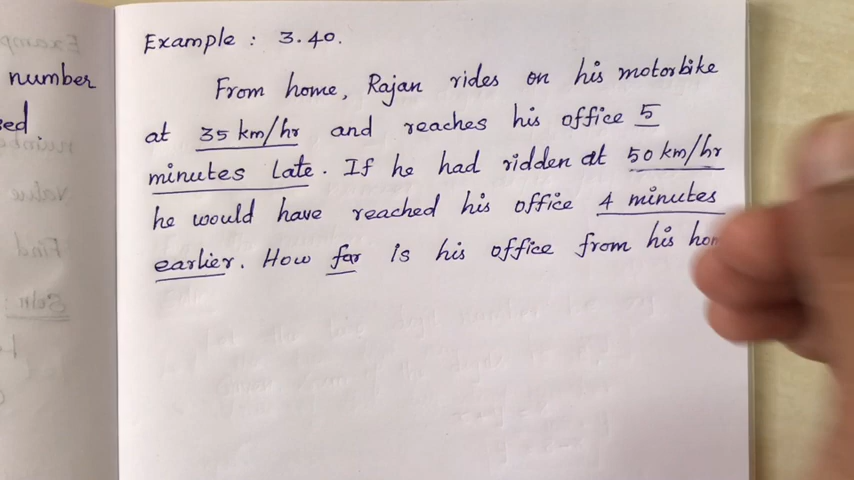 number
Example : 3.40.
From home, Rajan rides on his motorbike
at 35 km/hr and reaches his office 5
minutes late. If he had ridden at 50 km/hr
he would have reached his office 4 minutes
earlier. How far is his office from his